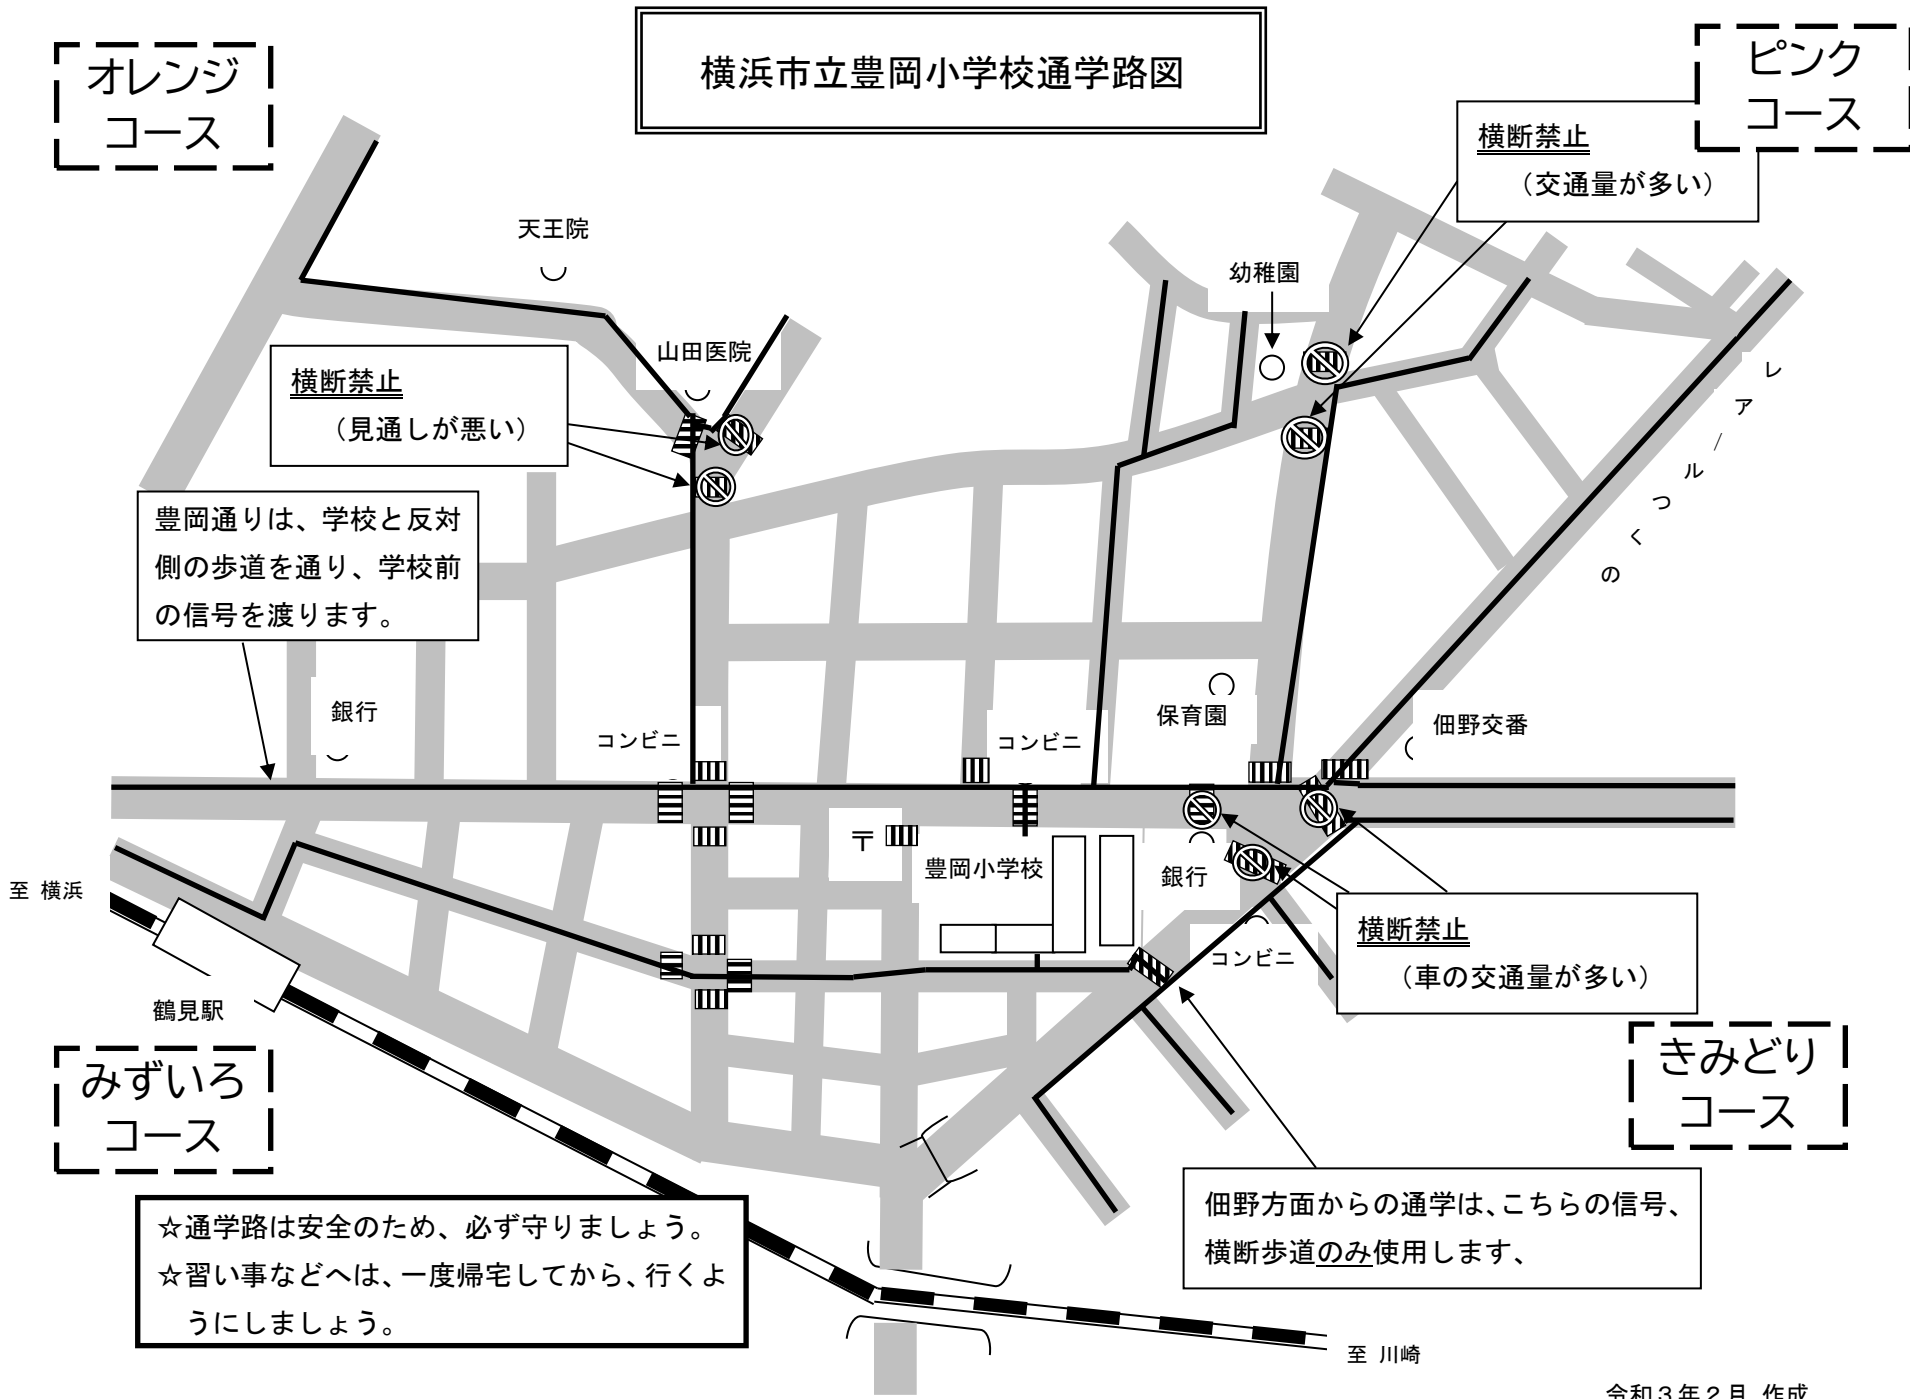 横浜市立豊岡小学校通学路図
オレンジ
コース
ピンク
コース
横断禁止
（交通量が多い）
天王院
幼稚園
山田医院
横断禁止
（見通しが悪い）
レアールつくの
豊岡通りは、学校と反対
側の歩道を通り、学校前
の信号を渡ります。
銀行
コンビニ
コンビニ
保育園
佃野交番
〒
豊岡小学校
銀行
至 横浜
コンビニ
横断禁止
（車の交通量が多い）
鶴見駅
みずいろ
コース
きみどり
コース
佃野方面からの通学は、こちらの信号、
横断歩道のみ使用します、
☆通学路は安全のため、必ず守りましょう。
☆習い事などへは、一度帰宅してから、行くよ
うにしましょう。
至 川崎
令和３年２月 作成